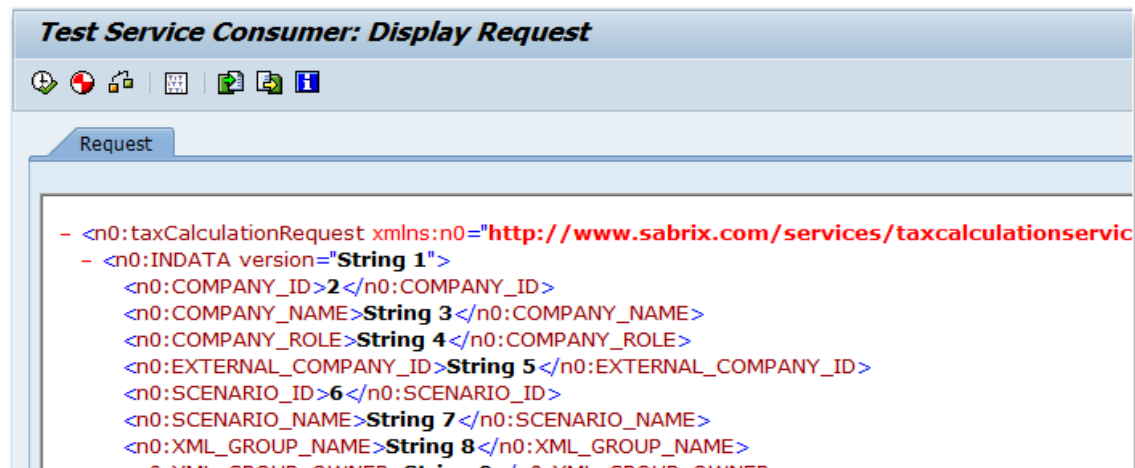 Test Service Consumer: Display Request
Request
- <n0:taxCalculationRequest xmlns:n0="http://www.sabrix.com/services/taxcalculationservic
- <n0:INDATA version="String 1">
<n0:COMPANY_ID>2</n0:COMPANY_ID>
<n0:COMPANY_NAME>String 3</n0:COMPANY_NAME>
<n0:COMPANY_ROLE>String 4</n0:COMPANY_ROLE>
<n0:EXTERNAL_COMPANY_ID>String 5</n0:EXTERNAL_COMPANY_ID>
<n0:SCENARIO_ID>6</n0:SCENARIO_ID>
<n0:SCENARIO_NAME>String 7</n0:SCENARIO_NAME>
<n0:XML_GROUP_NAME>String 8</n0:XML_GROUP_NAME>